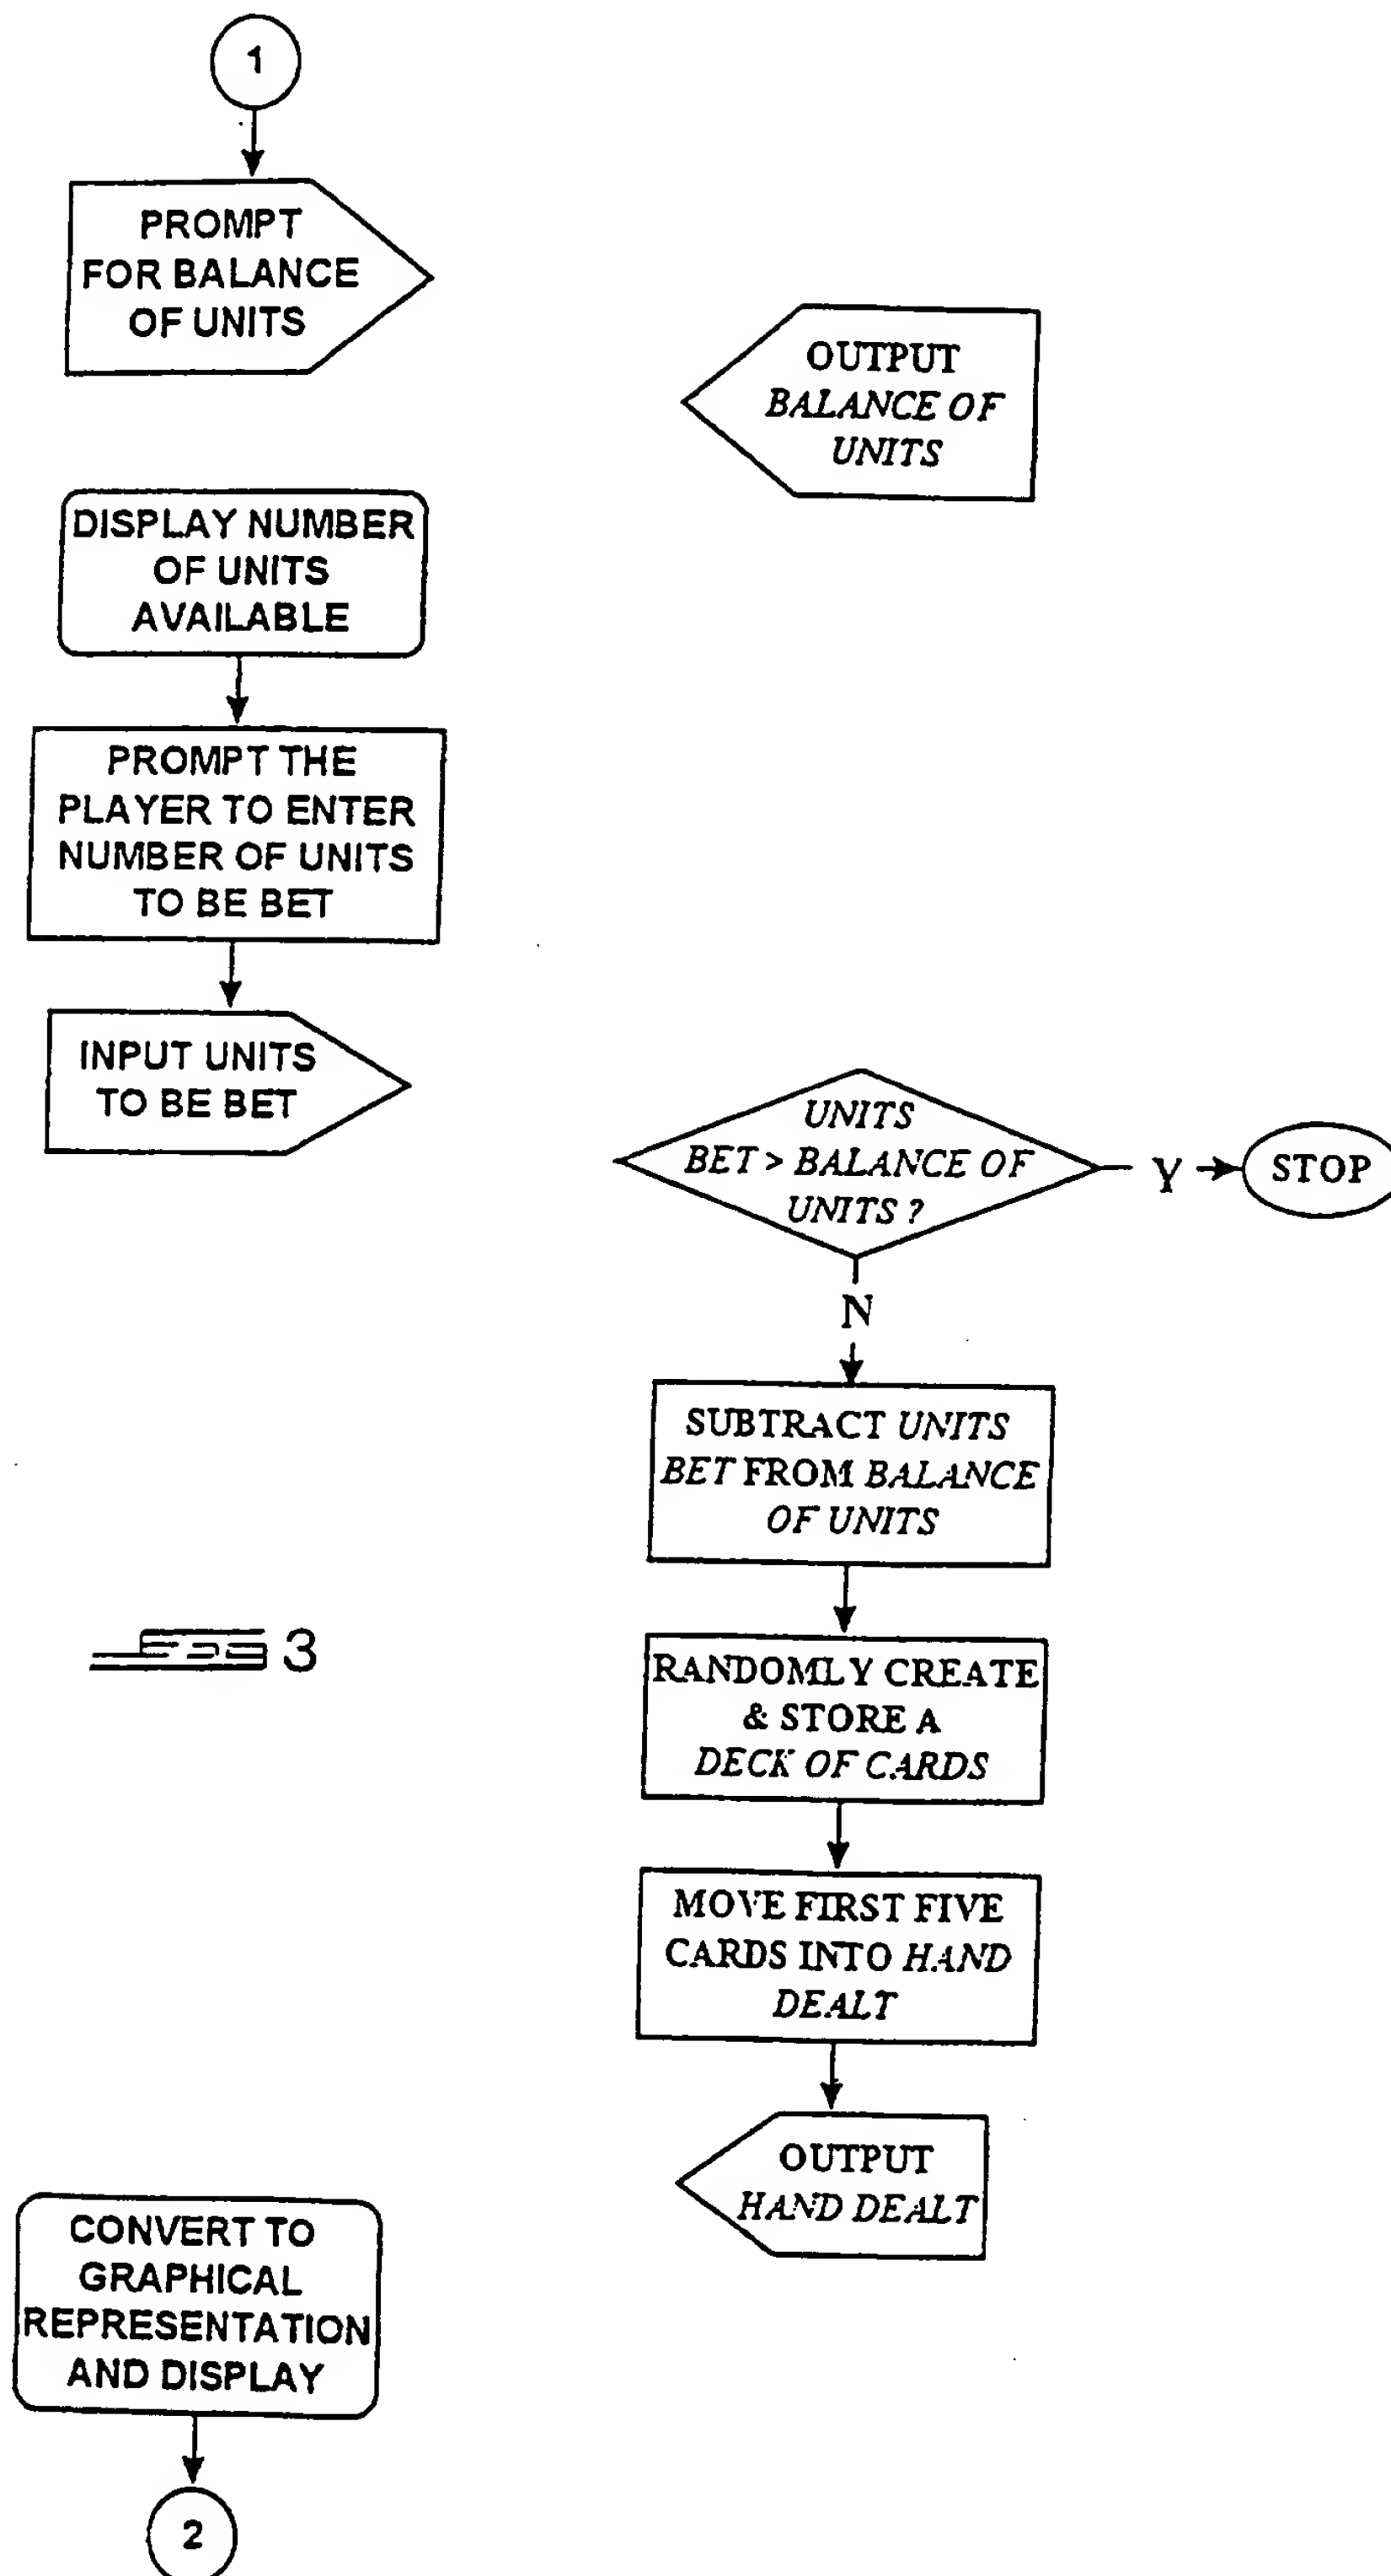 1
PROMPT
FOR BALANCE
OF UNITS
OUTPUT
BALANCE OF
UNITS
DISPLAY NUMBER
OF UNITS
AVAILABLE
PROMPT THE
PLAYER TO ENTER
NUMBER OF UNITS
TO BE BET
INPUT UNITS
TO BE BET
UNITS
BET > BALANCE OF
UNITS ?
Y
STOP
N
SUBTRACT UNITS
BET FROM BALANCE
OF UNITS
3
RANDOMLY CREATE
& STORE A
DECK OF CARDS
MOVE FIRST FIVE
CARDS INTO HAND
DEALT
OUTPUT
HAND DEALT
CONVERT TO
GRAPHICAL
REPRESENTATION
AND DISPLAY
2